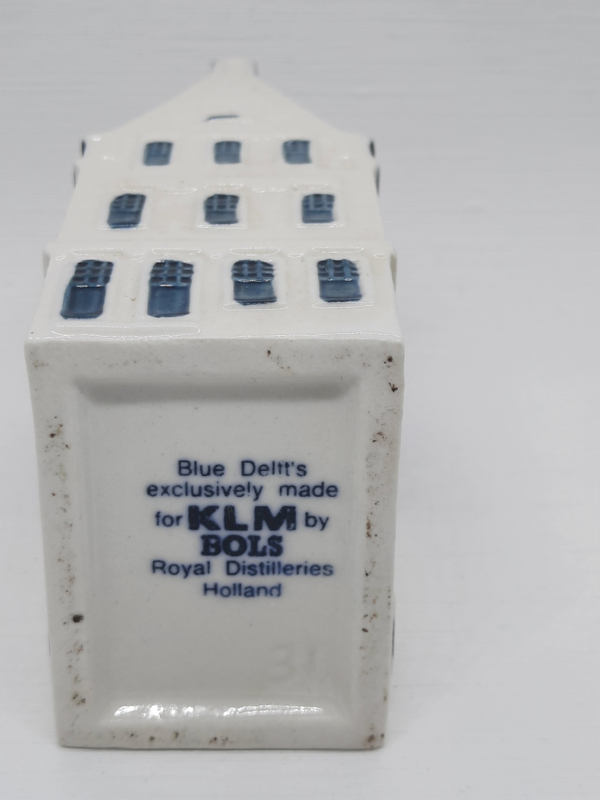 Blue Delft's
exclusively made
for KLM by
BOLS
Royal Distilleries
Holland